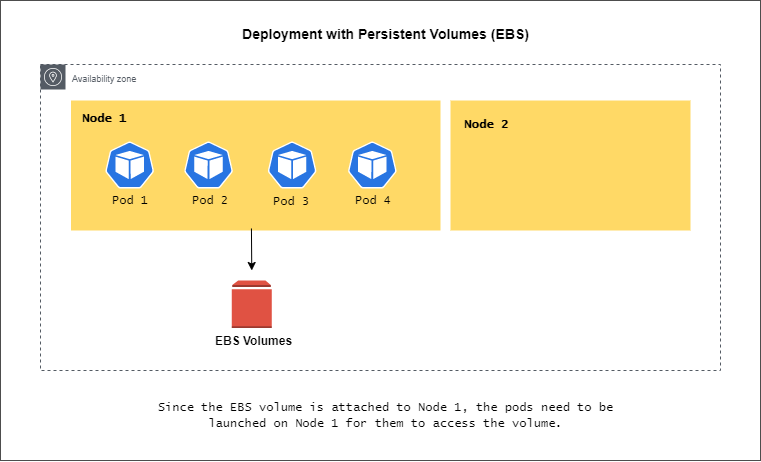 Deployment with Persistent Volumes (EBS)
Availability zone
Node 1
Node 2
Pod 1
Pod 2
Pod 3
Pod 4
EBS Volumes
Since the EBS volume is attached to Node 1, the pods need to be
launched on Node 1 for them to access the volume.